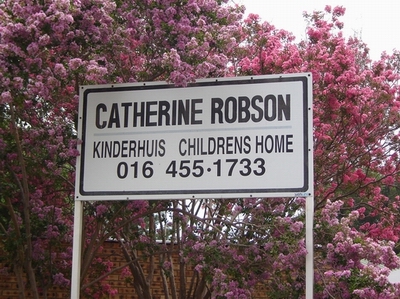 CATHERINE ROBSON
KINDERHUIS CHILDRENS HOME
016 455·1733